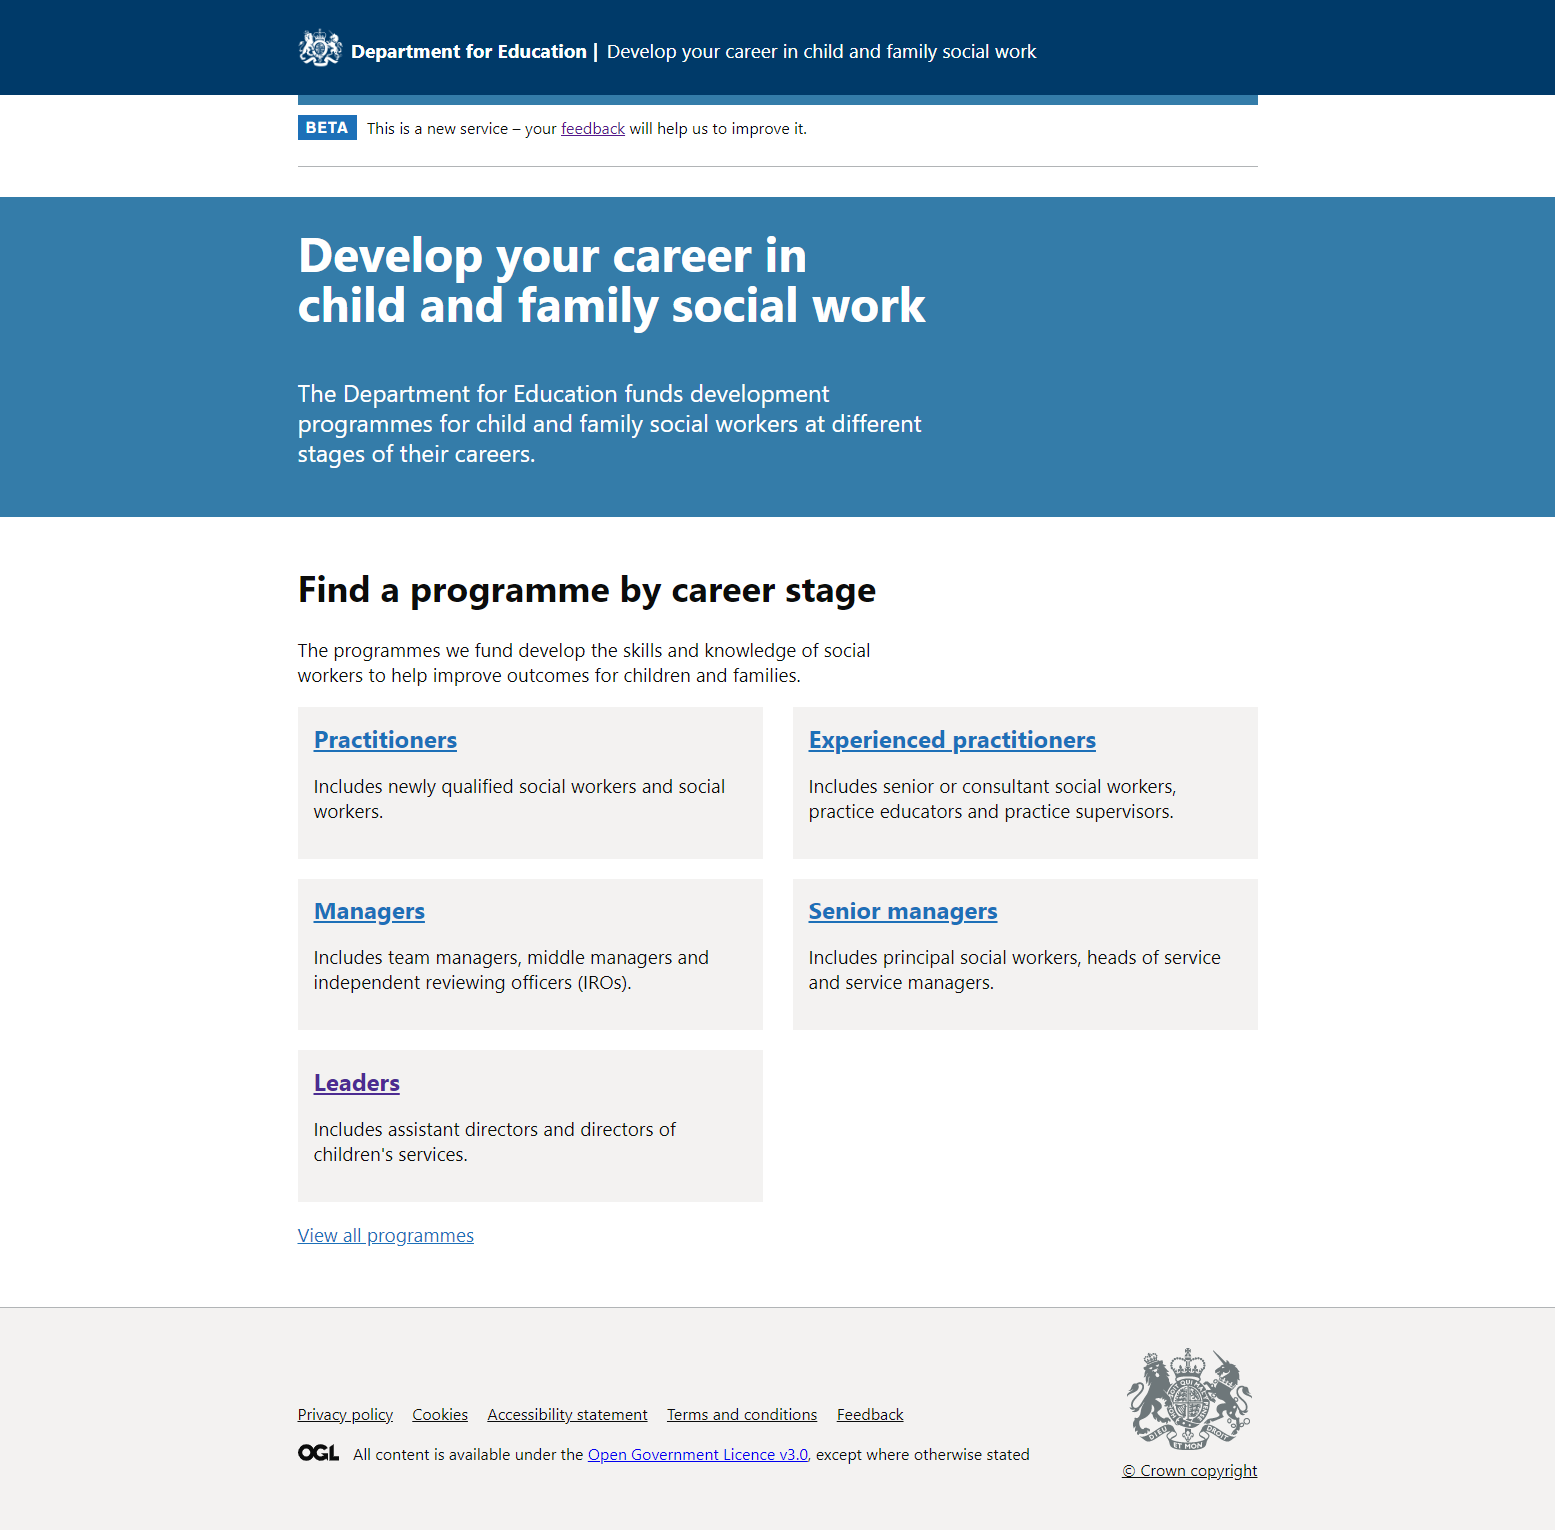 Department for Education | Develop your career in child and family social work
BETA This is a new service – your feedback will help us to improve it.
Develop your career in
child and family social work
The Department for Education funds development
programmes for child and family social workers at different
stages of their careers.
Find a programme by career stage
The programmes we fund develop the skills and knowledge of social
workers to help improve outcomes for children and families.
Practitioners
Includes newly qualified social workers and social
workers.
Experienced practitioners
Includes senior or consultant social workers,
practice educators and practice supervisors.
Managers
Includes team managers, middle managers and
independent reviewing officers (IROs).
Senior managers
Includes principal social workers, heads of service
and service managers.
Leaders
Includes assistant directors and directors of
children's services.
View all programmes
Privacy policy Cookies Accessibility statement Terms and conditions Feedback
OGL All content is available under the Open Government Licence v3.0, except where otherwise stated
DIEU ET MON DROIT
© Crown copyright